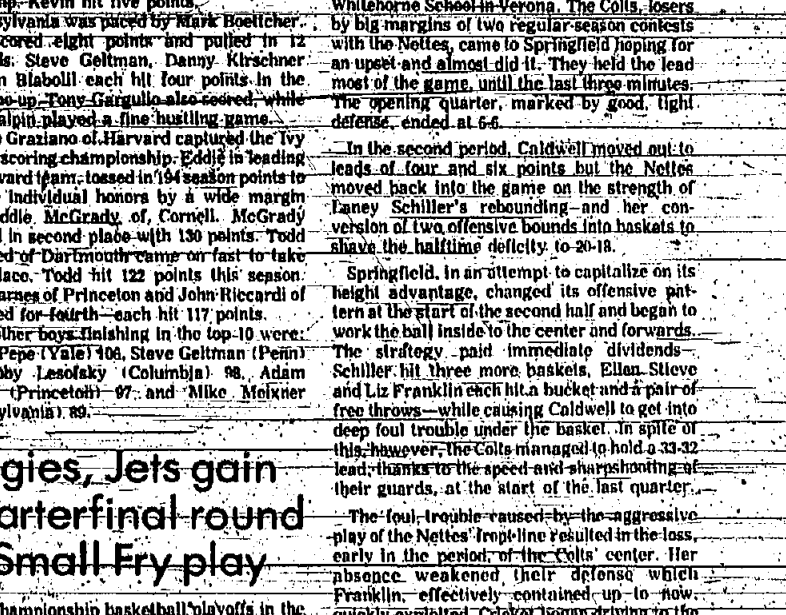 Kevin hit five points.
sylvania was paced by Mark Boettcher.
cored eight points and pulled in 12
Steve Geltman, Danny Kirschner
Blabolil each hit four points in the
Tony Gargullo also scored, while
alpin played a fine hustling game.
Graziano of Harvard captured the Ivy
scoring championship. Eddie in leading
vard team, tossed in 194 season points to
individual honors by a wide margin
ddie McGrady of Cornell. McGrady
in second place with 130 points. Todd
ed of Dartmouth came on fast to take
lace. Todd hit 122 points this season.
arnes of Princeton and John Riccardi of
ed for fourth each hit 117 points.
ther boys finishing in the top 10 were:
Pepe (Yale) 106, Steve Geltman (Penn)
by Lesofsky (Columbia) 98, Adam
(Princeton) 97 and Mike Meixner
ylvania) 89.
gies, Jets gain
arterfinal round
Small Fry play
hampionship basketball playoffs in the
Whitehorne School in Verona. The Colts, losers
by big margins of two regular-season contests
with the Nettes, came to Springfield hoping for
an upset and almost did it. They held the lead
most of the game, until the last three minutes.
The opening quarter, marked by good, tight
defense, ended at 6-6.
In the second period, Caldwell moved out to
leads of four and six points but the Nettes
moved back into the game on the strength of
Laney Schiller's rebounding and her con-
version of two offensive bounds into baskets to
shave the halftime deficity to 20-18.
Springfield, in an attempt to capitalize on its
height advantage, changed its offensive pat-
tern at the start of the second half and began to
work the ball inside to the center and forwards.
The strategy paid immediate dividends—
Schiller hit three more baskets, Ellen Stieve
and Liz Franklin each hit a bucket and a pair of
free throws—while causing Caldwell to get into
deep foul trouble under the basket. In spite of
this, however, the Colts managed to hold a 33-32
lead, thanks to the speed and sharpshooting of
their guards, at the start of the last quarter.
The foul trouble caused by the aggressive
play of the Nettes' front line resulted in the loss,
early in the period, of the Colts' center. Her
absence weakened their defense which
Franklin, effectively contained up to now,
quickly exploited. Cricket began driving to the